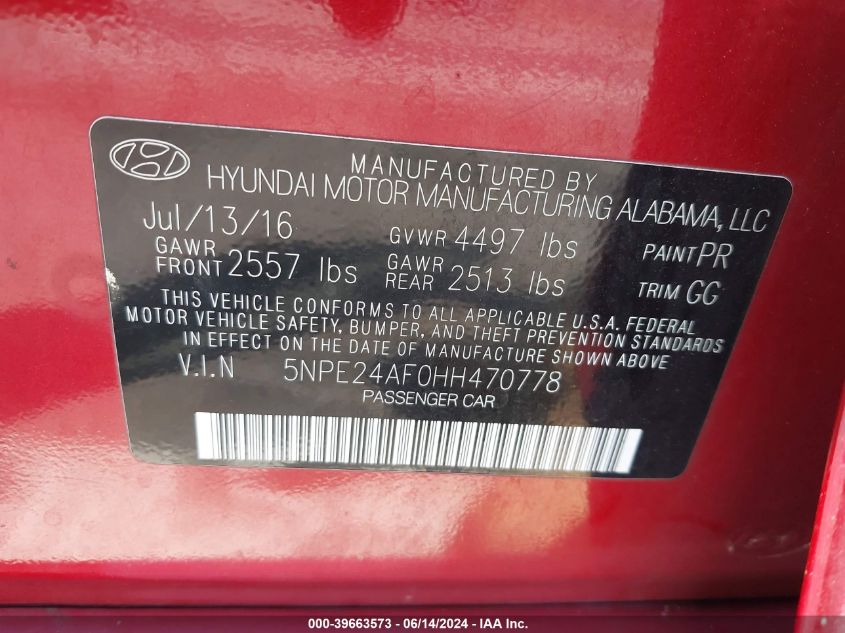 MANUFACTURED BY
HYUNDAI MOTOR MANUFACTURING ALABAMA, LLC
Jul/13/16 GVWR 4497 lbs PAINT PR
GAWR FRONT 2557 lbs GAWR REAR 2513 lbs TRIM GG
THIS VEHICLE CONFORMS TO ALL APPLICABLE U.S.A. FEDERAL
MOTOR VEHICLE SAFETY, BUMPER, AND THEFT PREVENTION STANDARDS
IN EFFECT ON THE DATE OF MANUFACTURE SHOWN ABOVE
V.I.N 5NPE24AF0HH470778
PASSENGER CAR
000-39663573 / 06/14/2024 / IAAI.COM